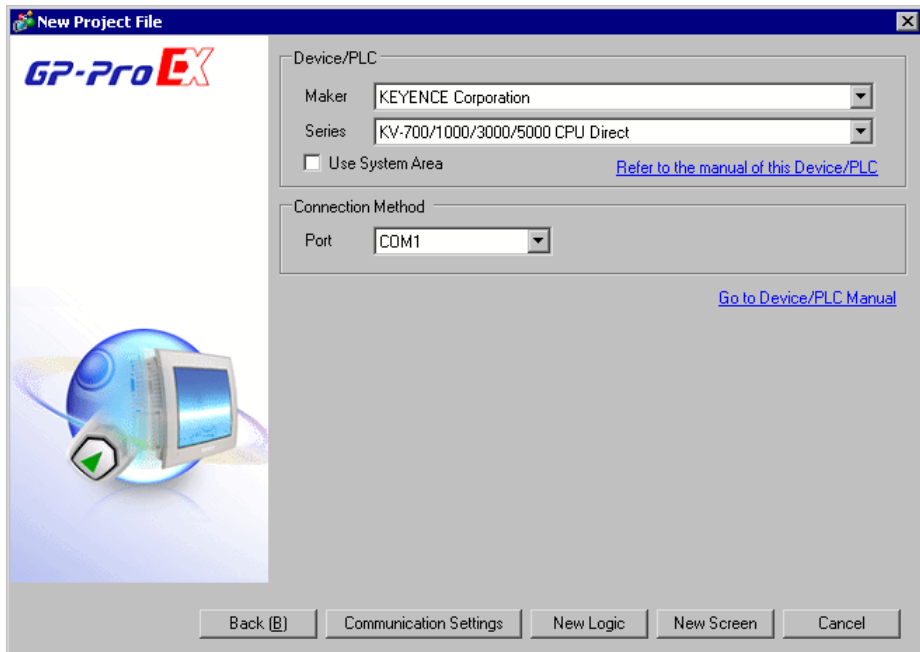 New Project File
GP-Pro EX
Device/PLC
Maker KEYENCE Corporation
Series KV-700/1000/3000/5000 CPU Direct
Use System Area Refer to the manual of this Device/PLC
Connection Method
Port COM1
Go to Device/PLC Manual
Back (B) Communication Settings New Logic New Screen Cancel